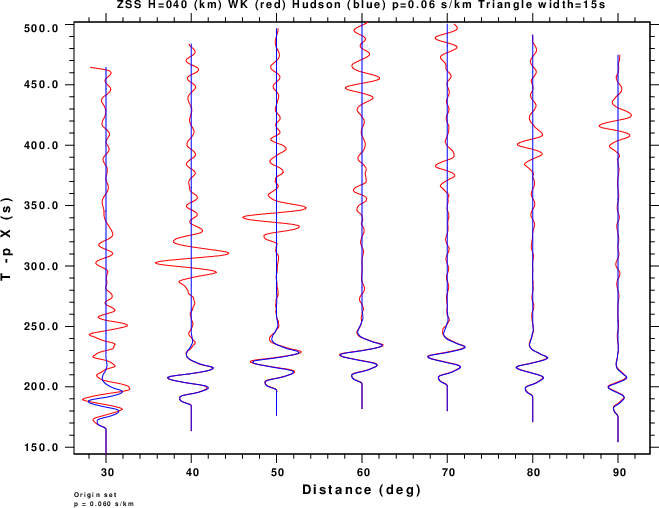 ZSS H=040 (km) WK (red) Hudson (blue) p=0.06 s/km Triangle width=15s
500.0
450.0
400.0
350.0
300.0
250.0
200.0
150.0
T -p X (s)
30 40 50 60 70 80 90
Distance (deg)
Origin set
p = 0.060 s/km